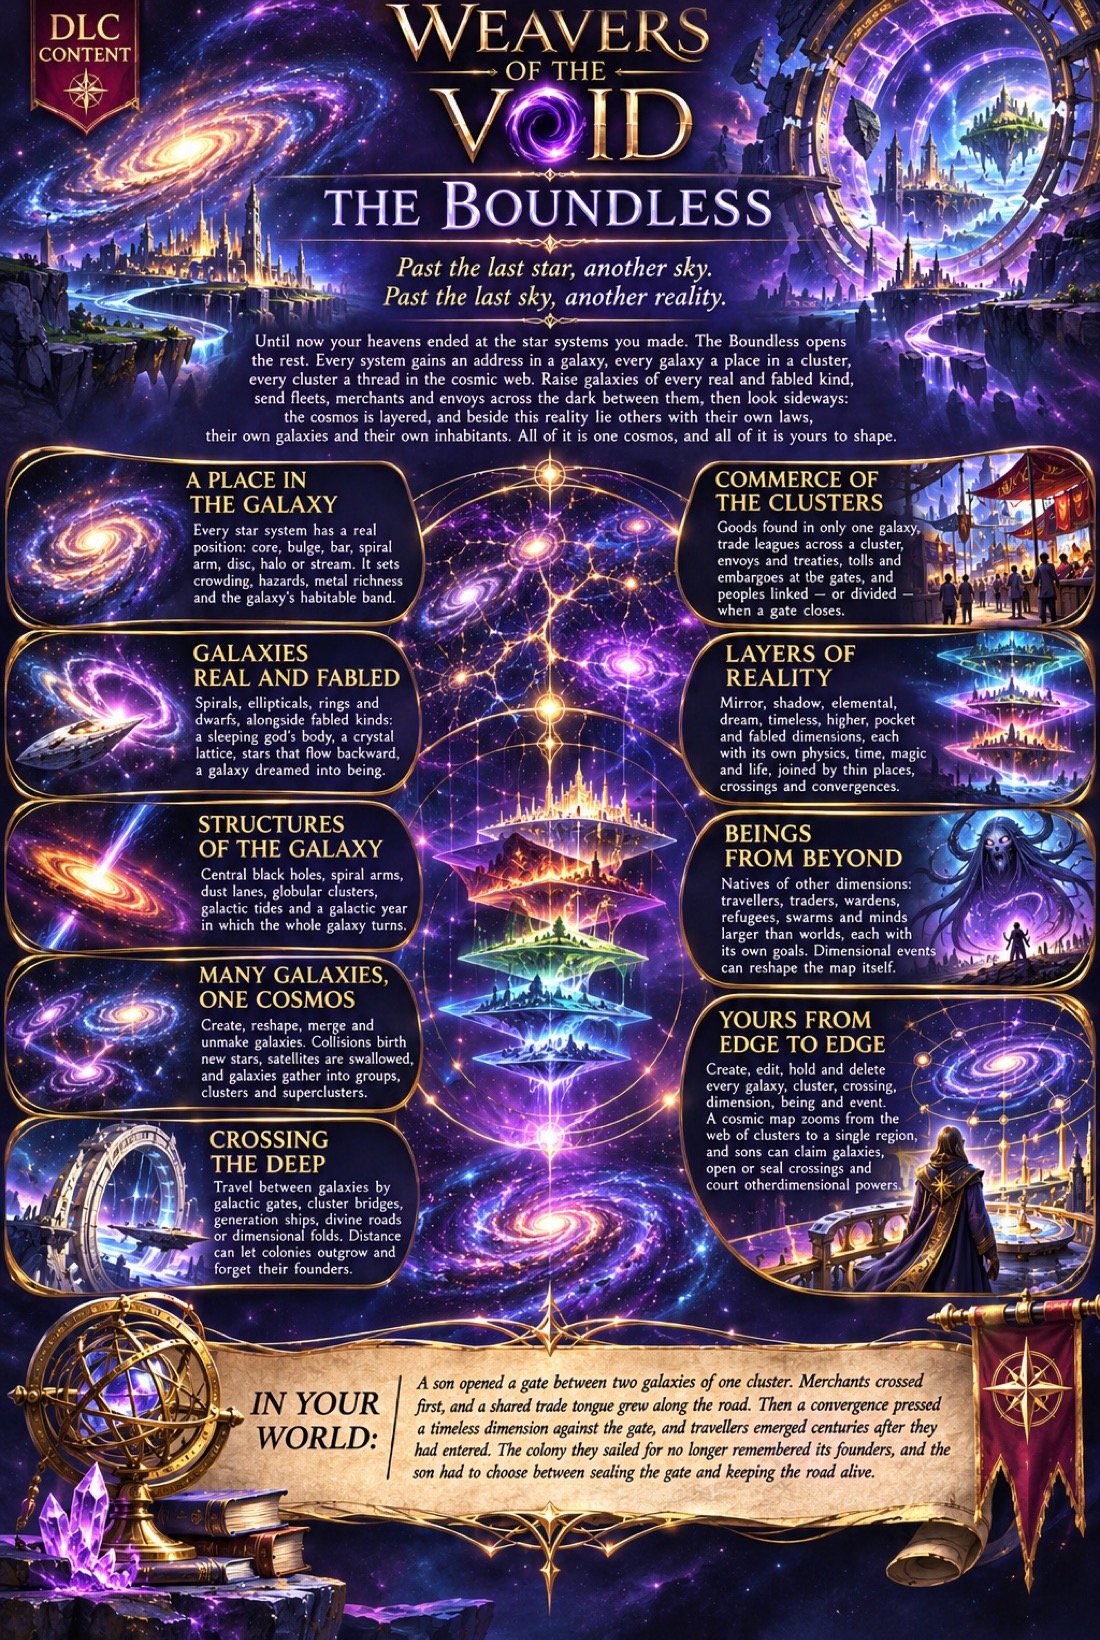 DLC
CONTENT
WEAVERS
OF THE
VOID
THE BOUNDLESS
Past the last star, another sky.
Past the last sky, another reality.
Until now your heavens ended at the star systems you made. The Boundless opens
the rest. Every system gains an address in a galaxy, every galaxy a place in a cluster,
every cluster a thread in the cosmic web. Raise galaxies of every real and fabled kind,
send fleets, merchants and envoys across the dark between them, then look sideways:
the cosmos is layered, and beside this reality lie others with their own laws,
their own galaxies and their own inhabitants. All of it is one cosmos, and all of it is yours to shape.
A PLACE IN
THE GALAXY
Every star system has a real
position: core, bulge, bar, spiral
arm, disc, halo or stream. It sets
crowding, hazards, metal richness
and the galaxy's habitable band.
GALAXIES
REAL AND FABLED
Spirals, ellipticals, rings and
dwarfs, alongside fabled kinds:
a sleeping god's body, a crystal
lattice, stars that flow backward,
a galaxy dreamed into being.
STRUCTURES
OF THE GALAXY
Central black holes, spiral arms,
dust lanes, globular clusters,
galactic tides and a galactic year
in which the whole galaxy turns.
MANY GALAXIES,
ONE COSMOS
Create, reshape, merge and
unmake galaxies. Collisions birth
new stars, satellites are swallowed,
and galaxies gather into groups,
clusters and superclusters.
CROSSING
THE DEEP
Travel between galaxies by
galactic gates, cluster bridges,
generation ships, divine roads
or dimensional folds. Distance
can let colonies outgrow and
forget their founders.
COMMERCE OF
THE CLUSTERS
Goods found in only one galaxy,
trade leagues across a cluster,
envoys and treaties, tolls and
embargoes at the gates, and
peoples linked — or divided —
when a gate closes.
LAYERS OF
REALITY
Mirror, shadow, elemental,
dream, timeless, higher, pocket
and fabled dimensions, each
with its own physics, time, magic
and life, joined by thin places,
crossings and convergences.
BEINGS
FROM BEYOND
Natives of other dimensions:
travellers, traders, wardens,
refugees, swarms and minds
larger than worlds, each with
its own goals. Dimensional events
can reshape the map itself.
YOURS FROM
EDGE TO EDGE
Create, edit, hold and delete
every galaxy, cluster, crossing,
dimension, being and event.
A cosmic map zooms from the
web of clusters to a single region,
and sons can claim galaxies,
open or seal crossings and
court otherdimensional powers.
IN YOUR
WORLD:
A son opened a gate between two galaxies of one cluster. Merchants crossed
first, and a shared trade tongue grew along the road. Then a convergence pressed
a timeless dimension against the gate, and travellers emerged centuries after they
had entered. The colony they sailed for no longer remembered its founders, and the
son had to choose between sealing the gate and keeping the road alive.